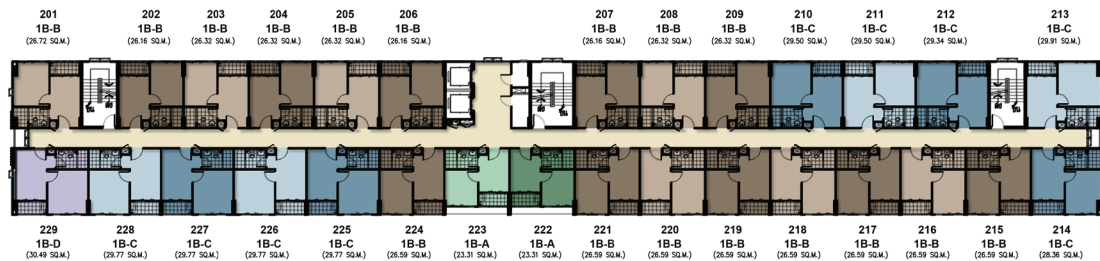 201 202 203 204 205 206 207 208 209 210 211 212 213
1B-B 1B-B 1B-B 1B-B 1B-B 1B-B 1B-B 1B-B 1B-B 1B-C 1B-C 1B-C 1B-C
(26.72 SQ.M.) (26.16 SQ.M.) (26.32 SQ.M.) (26.32 SQ.M.) (26.32 SQ.M.) (26.16 SQ.M.) (26.16 SQ.M.) (26.32 SQ.M.) (26.32 SQ.M.) (29.50 SQ.M.) (29.50 SQ.M.) (29.34 SQ.M.) (29.91 SQ.M.)
229 228 227 226 225 224 223 222 221 220 219 218 217 216 215 214
1B-D 1B-C 1B-C 1B-C 1B-C 1B-B 1B-A 1B-A 1B-B 1B-B 1B-B 1B-B 1B-B 1B-B 1B-B 1B-C
(30.49 SQ.M.) (29.77 SQ.M.) (29.77 SQ.M.) (29.77 SQ.M.) (29.77 SQ.M.) (26.59 SQ.M.) (23.31 SQ.M.) (23.31 SQ.M.) (26.59 SQ.M.) (26.59 SQ.M.) (26.59 SQ.M.) (26.59 SQ.M.) (26.59 SQ.M.) (26.59 SQ.M.) (26.59 SQ.M.) (28.36 SQ.M.)